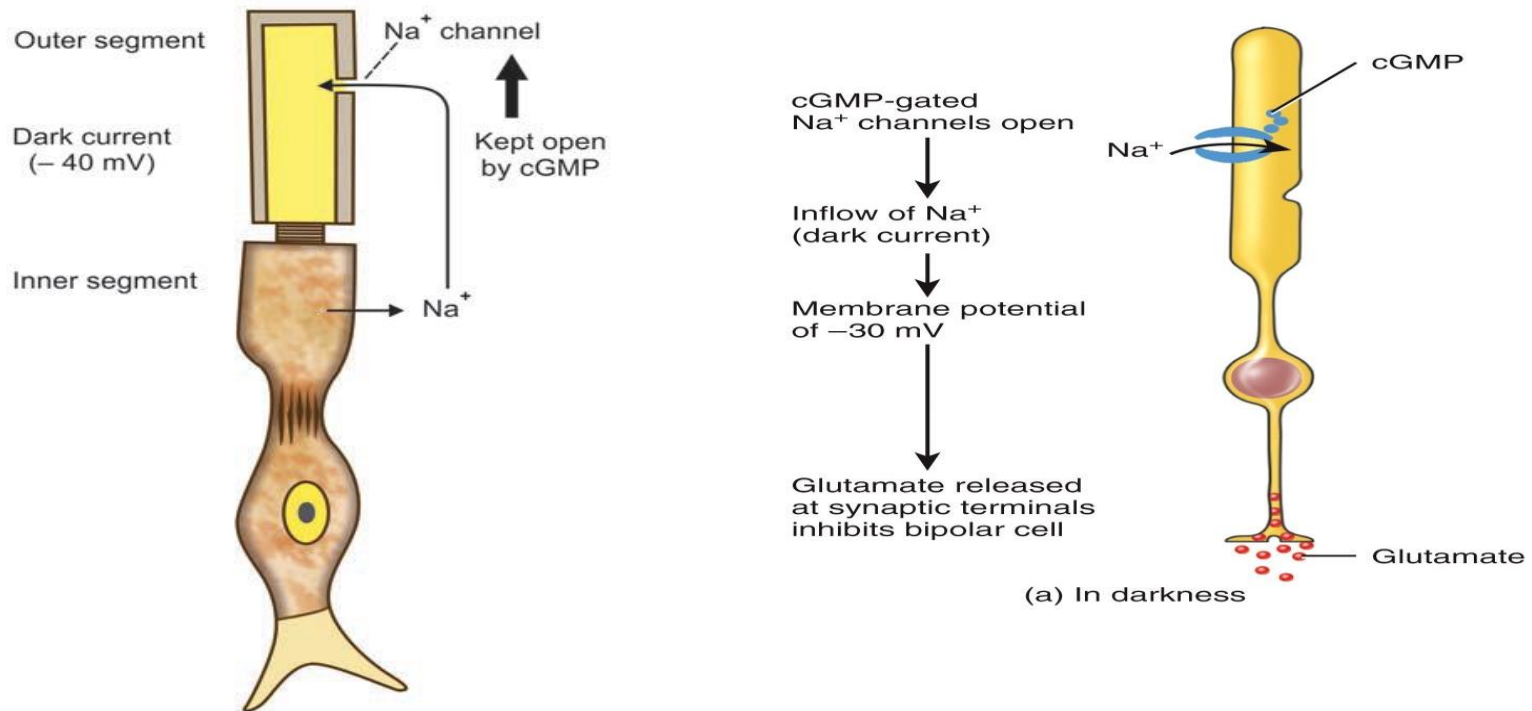 Outer segment
Na+ channel
Dark current
(– 40 mV)
Kept open
by cGMP
Inner segment
Na+
cGMP-gated
Na+ channels open
Inflow of Na+
(dark current)
Membrane potential
of –30 mV
Glutamate released
at synaptic terminals
inhibits bipolar cell
cGMP
Na+
Glutamate
(a) In darkness